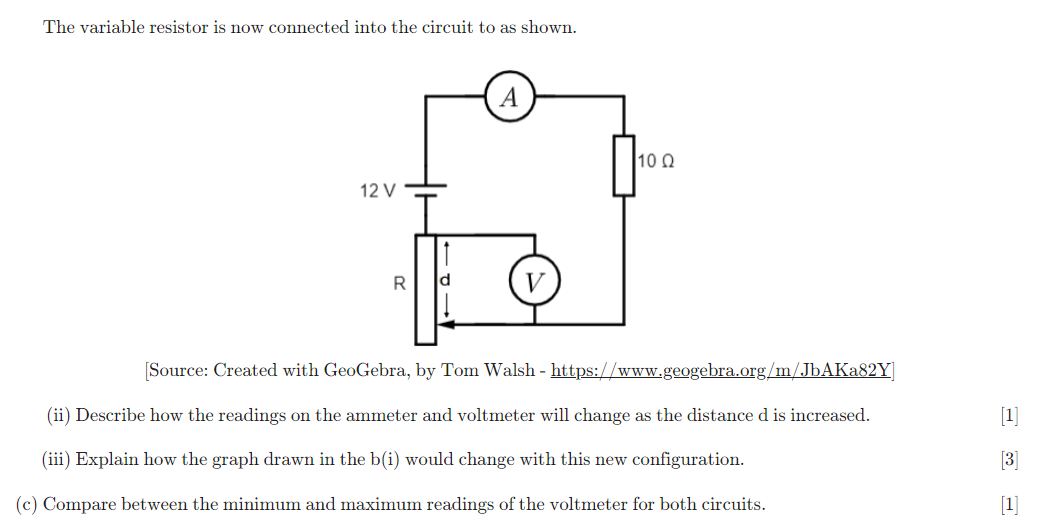 The variable resistor is now connected into the circuit to as shown.
A
10 Ω
12 V
R
d
V
[Source: Created with GeoGebra, by Tom Walsh - https://www.geogebra.org/m/JbAKa82Y]
(ii) Describe how the readings on the ammeter and voltmeter will change as the distance d is increased. [1]
(iii) Explain how the graph drawn in the b(i) would change with this new configuration. [3]
(c) Compare between the minimum and maximum readings of the voltmeter for both circuits. [1]